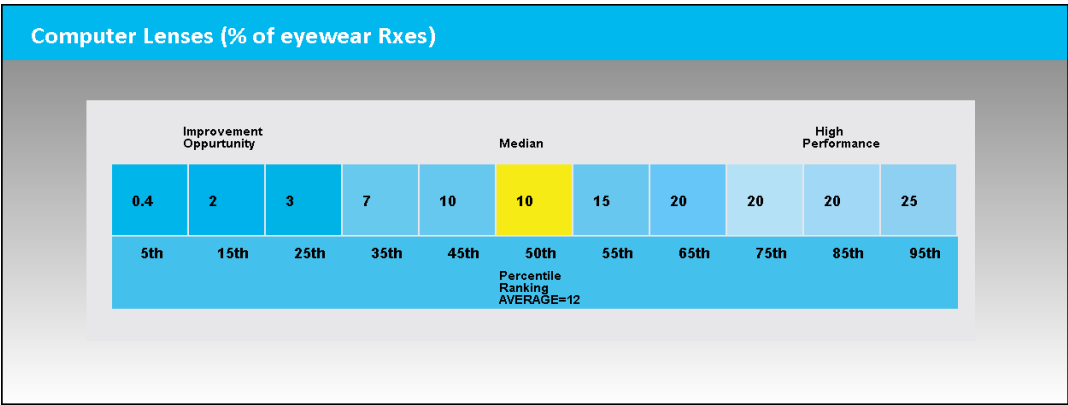 Computer Lenses (% of eyewear Rxes)
Improvement
Oppurtunity
Median
High
Performance
0.4 2 3 7 10 10 15 20 20 20 25
5th 15th 25th 35th 45th 50th 55th 65th 75th 85th 95th
Percentile
Ranking
AVERAGE=12